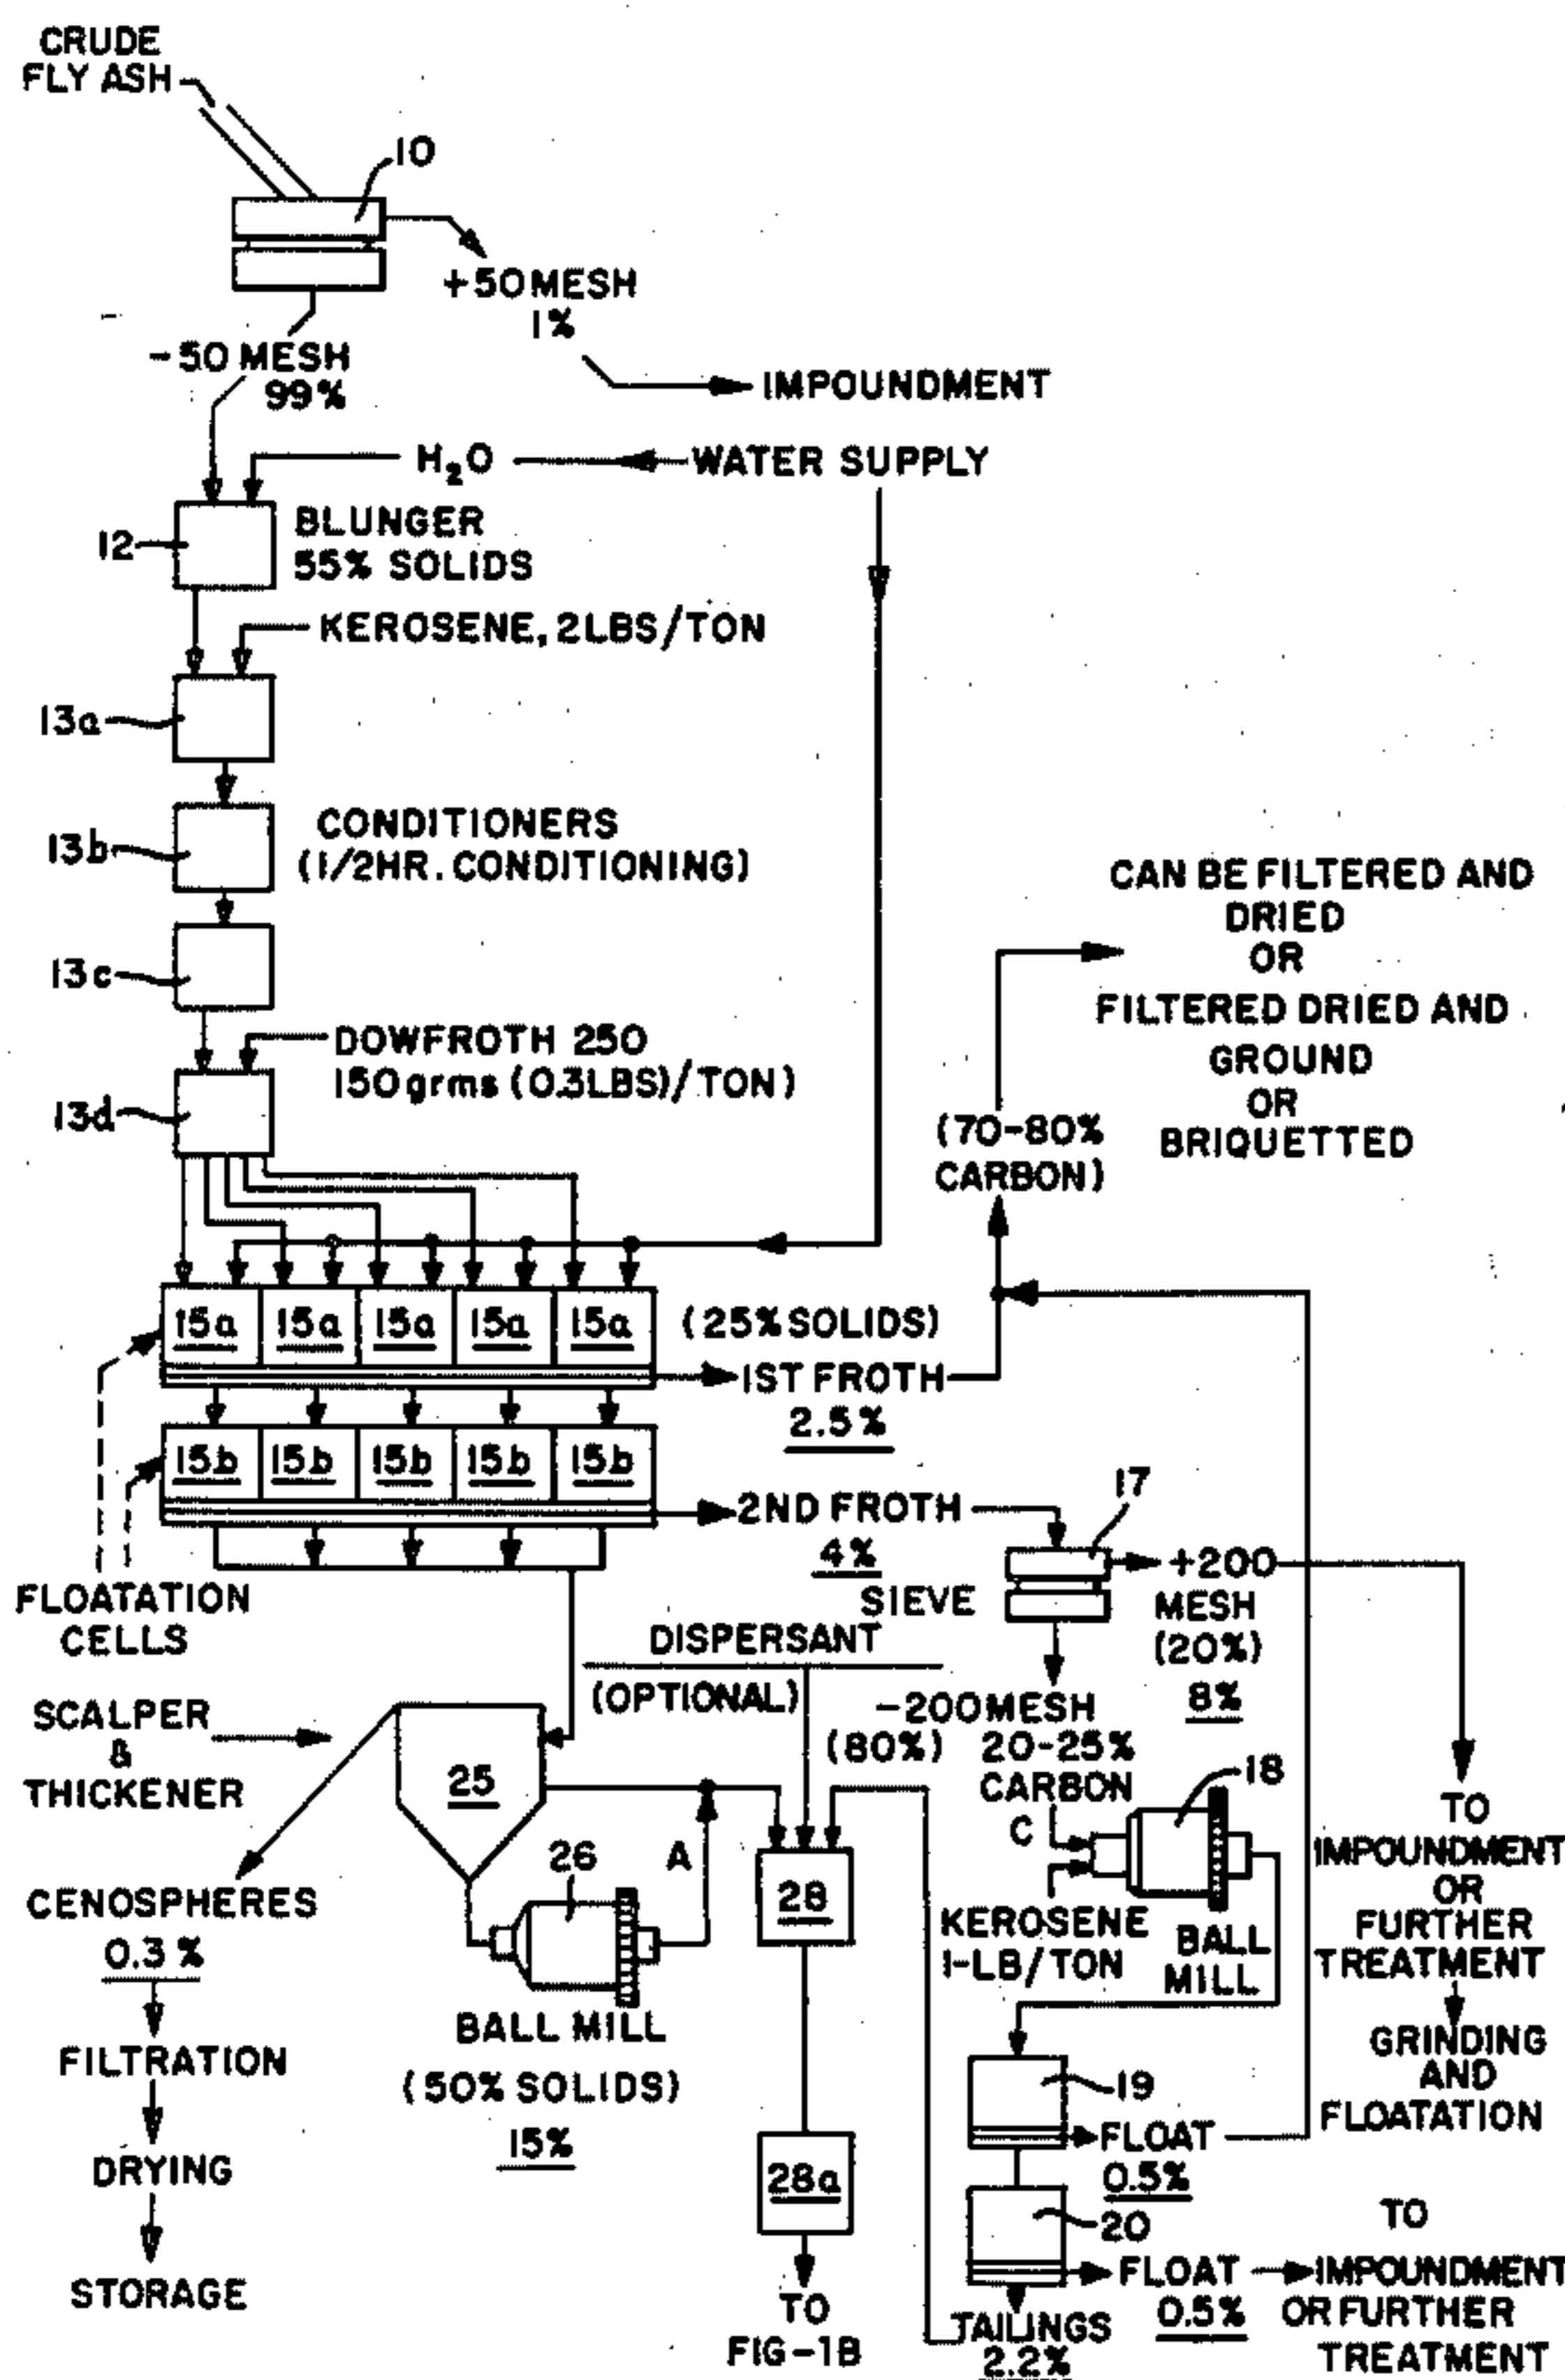 CRUDE
FLY ASH
10
+50 MESH
1%
-50 MESH
99%
IMPOUNDMENT
H₂O
WATER SUPPLY
12
BLUNGER
55% SOLIDS
KEROSENE, 2LBS/TON
13a
13b
CONDITIONERS
(1/2HR. CONDITIONING)
13c
DOWFROTH 250
150grms (0.3LBS)/TON)
13d
CAN BE FILTERED AND
DRIED
OR
FILTERED DRIED AND
GROUND
OR
BRIQUETTED
(70-80%
CARBON)
15a 15a 15a 15a 15a
(25% SOLIDS)
1ST FROTH
2.5%
15b 15b 15b 15b 15b
2ND FROTH
4%
FLOATATION
CELLS
17
SIEVE
+200
MESH
(20%)
8%
DISPERSANT
(OPTIONAL)
-200MESH
(80%) 20-25%
CARBON
SCALPER
&
THICKENER
25
C
18
TO
IMPOUNDMENT
OR
FURTHER
TREATMENT
GRINDING
AND
FLOATATION
26
A
28
KEROSENE
1-LB/TON
BALL
MILL
CENOSPHERES
0.3%
FILTRATION
DRYING
STORAGE
BALL MILL
(50% SOLIDS)
15%
28a
TO
FIG-1B
19
FLOAT
0.5%
20
FLOAT
0.5%
TO
IMPOUNDMENT
OR FURTHER
TREATMENT
TAILINGS
2.2%